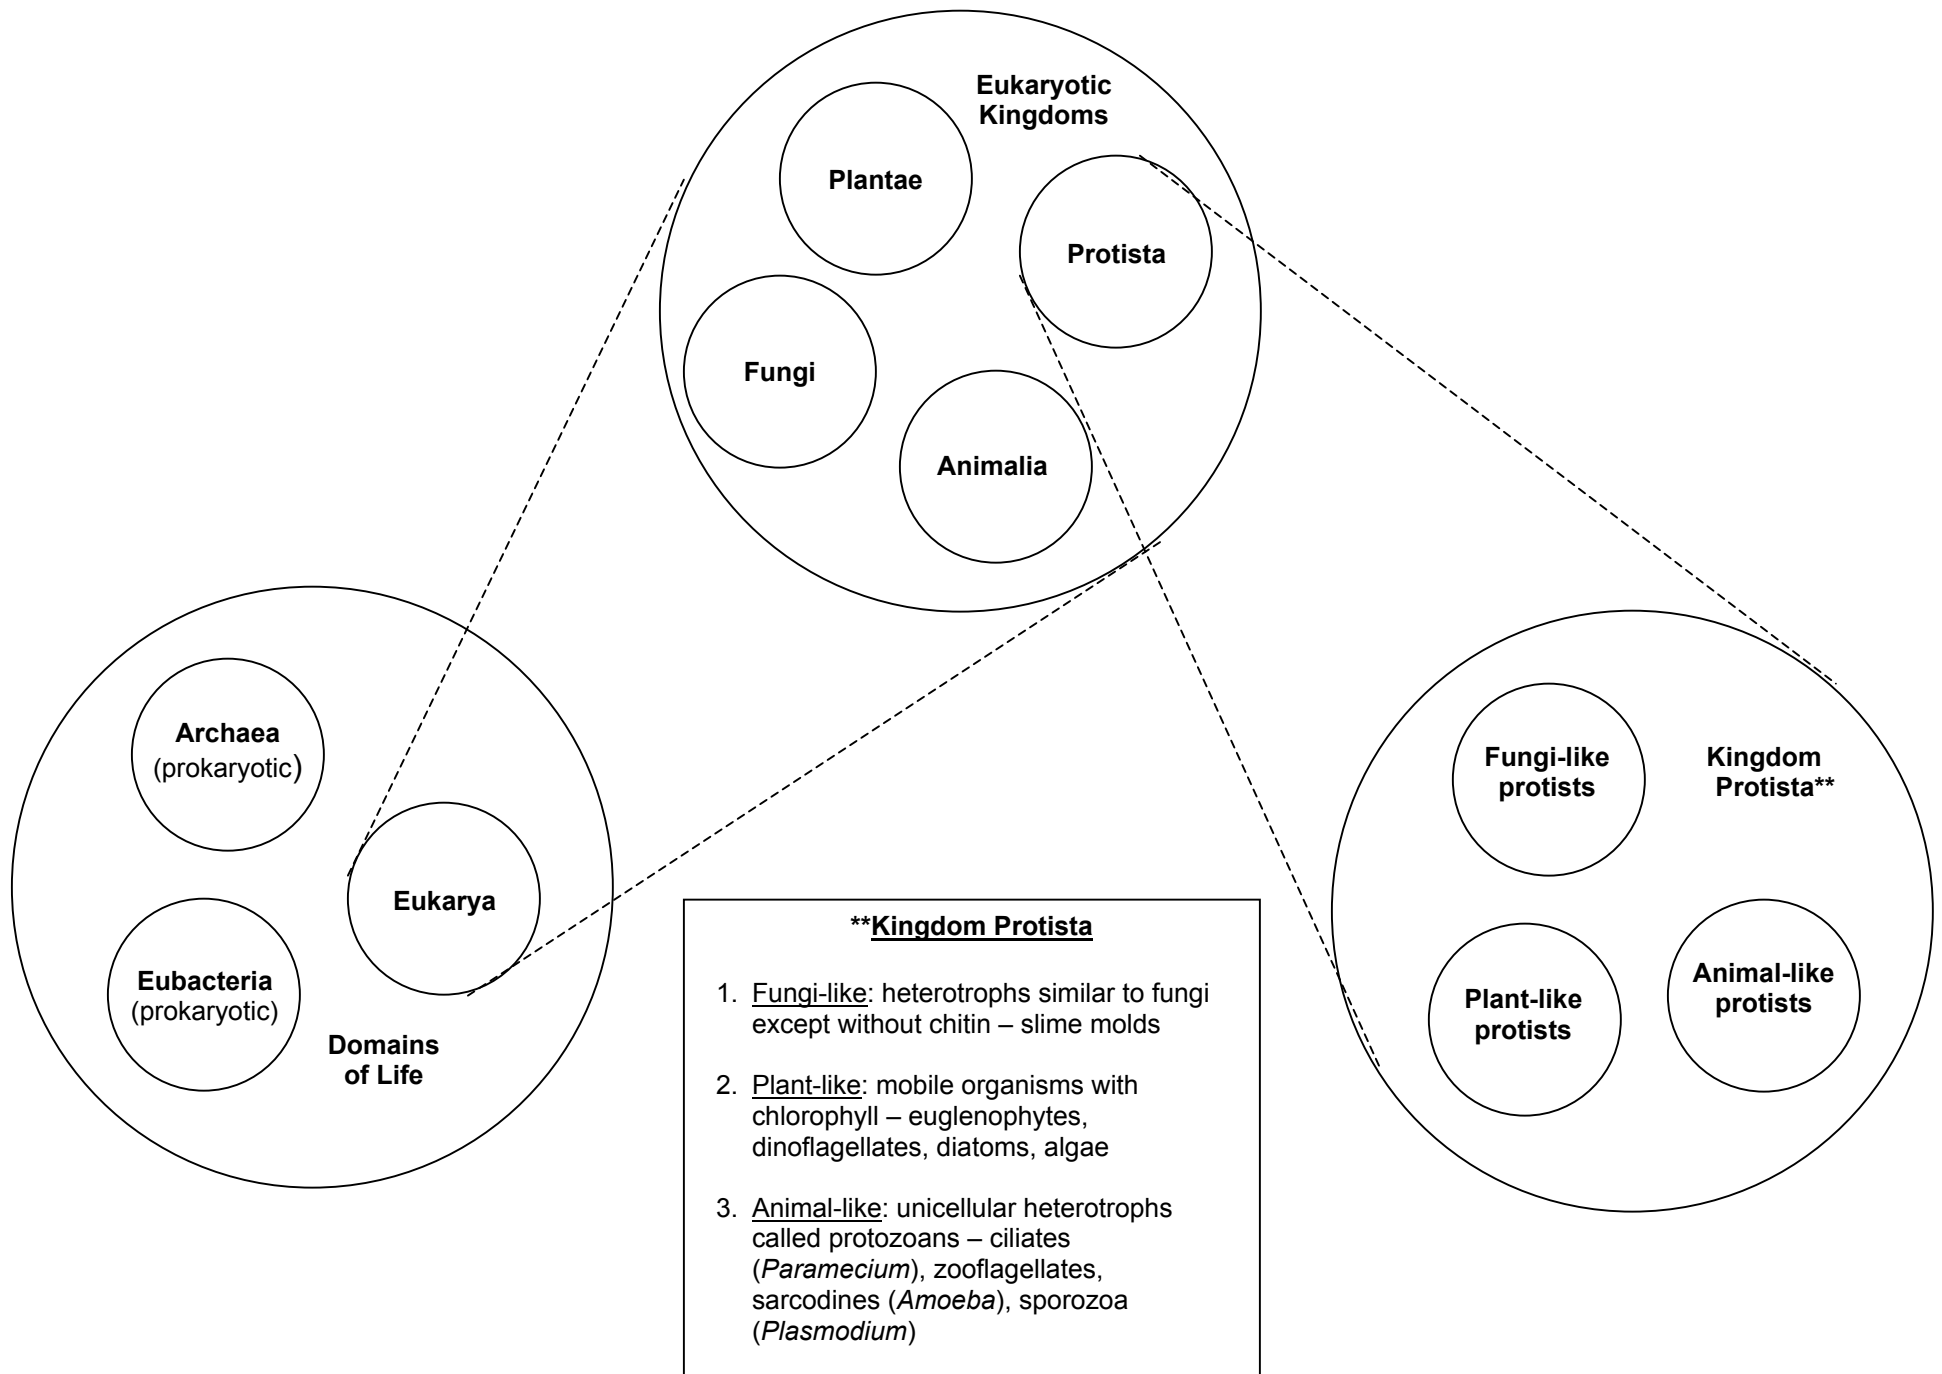 Eukaryotic
Kingdoms
Plantae
Protista
Fungi
Animalia
Archaea
(prokaryotic)
Eukarya
Eubacteria
(prokaryotic)
Domains
of Life
Fungi-like
protists
Kingdom
Protista**
Plant-like
protists
Animal-like
protists
**Kingdom Protista
1. Fungi-like: heterotrophs similar to fungi
except without chitin – slime molds
2. Plant-like: mobile organisms with
chlorophyll – euglenophytes,
dinoflagellates, diatoms, algae
3. Animal-like: unicellular heterotrophs
called protozoans – ciliates
(Paramecium), zooflagellates,
sarcodines (Amoeba), sporozoa
(Plasmodium)